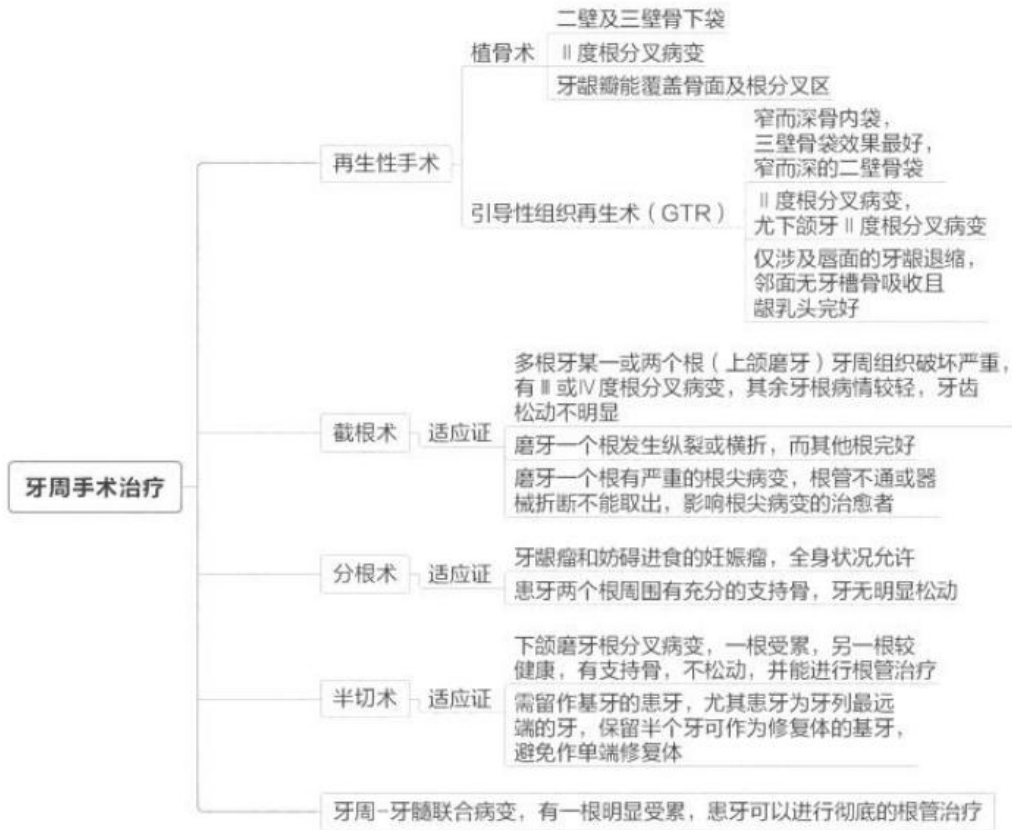 牙周手术治疗
再生性手术
植骨术
二壁及三壁骨下袋
Ⅱ度根分叉病变
牙龈瓣能覆盖骨面及根分叉区
引导性组织再生术（GTR）
窄而深骨内袋，
三壁骨袋效果最好，
窄而深的二壁骨袋
Ⅱ度根分叉病变，
尤下颌牙Ⅱ度根分叉病变
仅涉及唇面的牙龈退缩，
邻面无牙槽骨吸收且
龈乳头完好
截根术
适应证
多根牙某一或两个根（上颌磨牙）牙周组织破坏严重，
有Ⅲ或Ⅳ度根分叉病变，其余牙根病情较轻，牙齿
松动不明显
磨牙一个根发生纵裂或横折，而其他根完好
磨牙一个根有严重的根尖病变，根管不通或器
械折断不能取出，影响根尖病变的治愈者
分根术
适应证
牙龈瘤和妨碍进食的妊娠瘤，全身状况允许
患牙两个根周围有充分的支持骨，牙无明显松动
半切术
适应证
下颌磨牙根分叉病变，一根受累，另一根较
健康，有支持骨，不松动，并能进行根管治疗
需留作基牙的患牙，尤其患牙为牙列最远
端的牙，保留半个牙可作为修复体的基牙，
避免作单端修复体
牙周-牙髓联合病变，有一根明显受累，患牙可以进行彻底的根管治疗